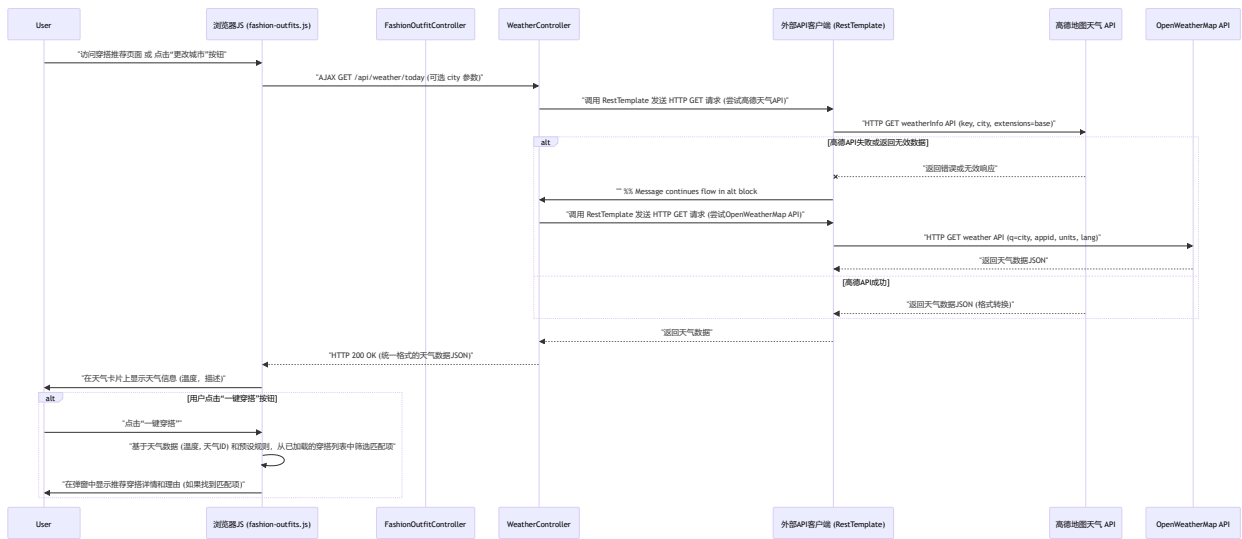 User
浏览器JS (fashion-outfits.js)
FashionOutfitController
WeatherController
外部API客户端 (RestTemplate)
高德地图天气 API
OpenWeatherMap API
"访问穿搭推荐页面 或 点击“更改城市”按钮"
"AJAX GET /api/weather/today (可选 city 参数)"
"调用 RestTemplate 发送 HTTP GET 请求 (尝试高德天气API)"
"HTTP GET weatherInfo API (key, city, extensions=base)"
alt
[高德API失败或返回无效数据]
"返回错误或无效响应"
"" %% Message continues flow in alt block
"调用 RestTemplate 发送 HTTP GET 请求 (尝试OpenWeatherMap API)"
"HTTP GET weather API (q=city, appid, units, lang)"
"返回天气数据JSON"
[高德API成功]
"返回天气数据JSON (格式转换)"
"返回天气数据"
"HTTP 200 OK (统一格式的天气数据JSON)"
"在天气卡片上显示天气信息 (温度，描述)"
alt
[用户点击“一键穿搭”按钮]
"点击“一键穿搭”"
"基于天气数据 (温度, 天气ID) 和预设规则，从已加载的穿搭列表中筛选匹配项"
"在弹窗中显示推荐穿搭详情和理由 (如果找到匹配项)"
User
浏览器JS (fashion-outfits.js)
FashionOutfitController
WeatherController
外部API客户端 (RestTemplate)
高德地图天气 API
OpenWeatherMap API